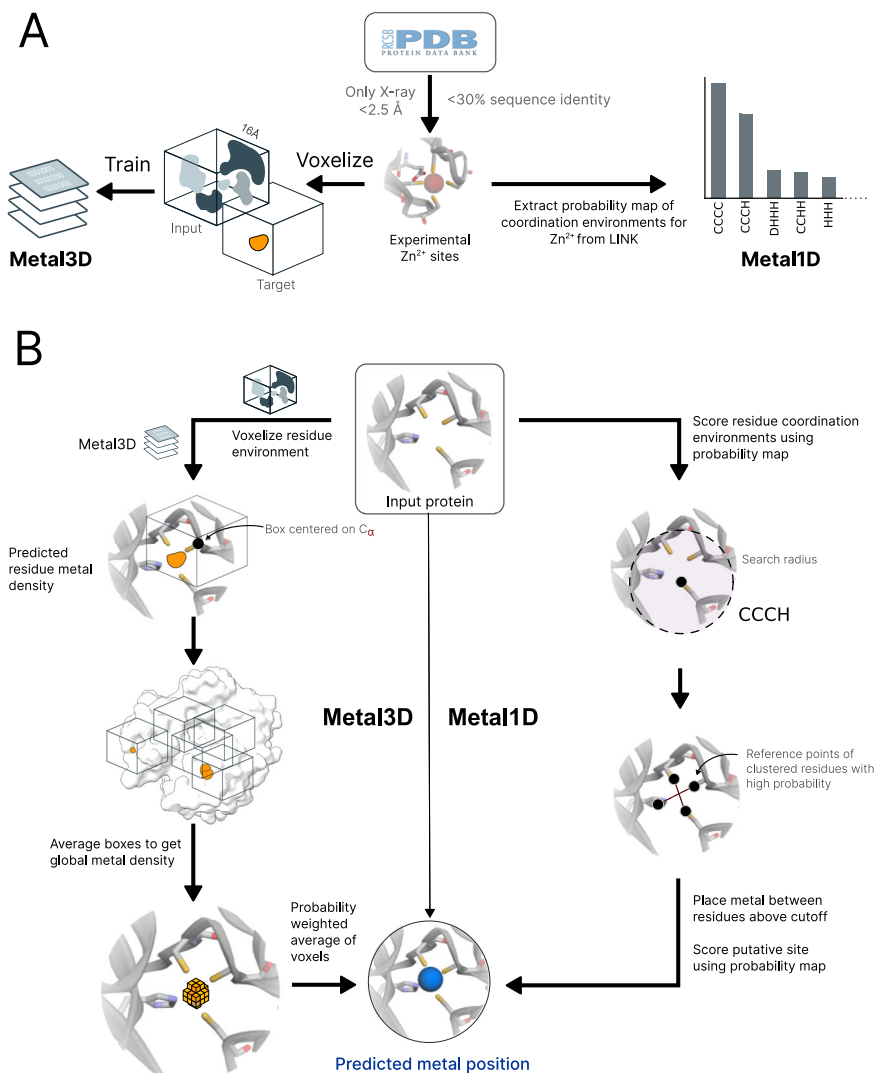 A
RCSB
PDB
PROTEIN DATA BANK
Only X-ray
<2.5 Å
<30% sequence identity
16Å
Train
Voxelize
Input
Target
Metal3D
Experimental
Zn²⁺ sites
Extract probability map of
coordination environments for
Zn²⁺ from LINK
CCCC
CCCH
DHHH
CCHH
HHH
Metal1D
B
Metal3D
Voxelize residue
environment
Input protein
Score residue coordination
environments using
probability map
Predicted
residue metal
density
Box centered on Cα
Search radius
CCCH
Metal3D
Metal1D
Reference points of
clustered residues with
high probability
Average boxes to get
global metal density
Probability
weighted
average of
voxels
Place metal between
residues above cutoff
Score putative site
using probability map
Predicted metal position